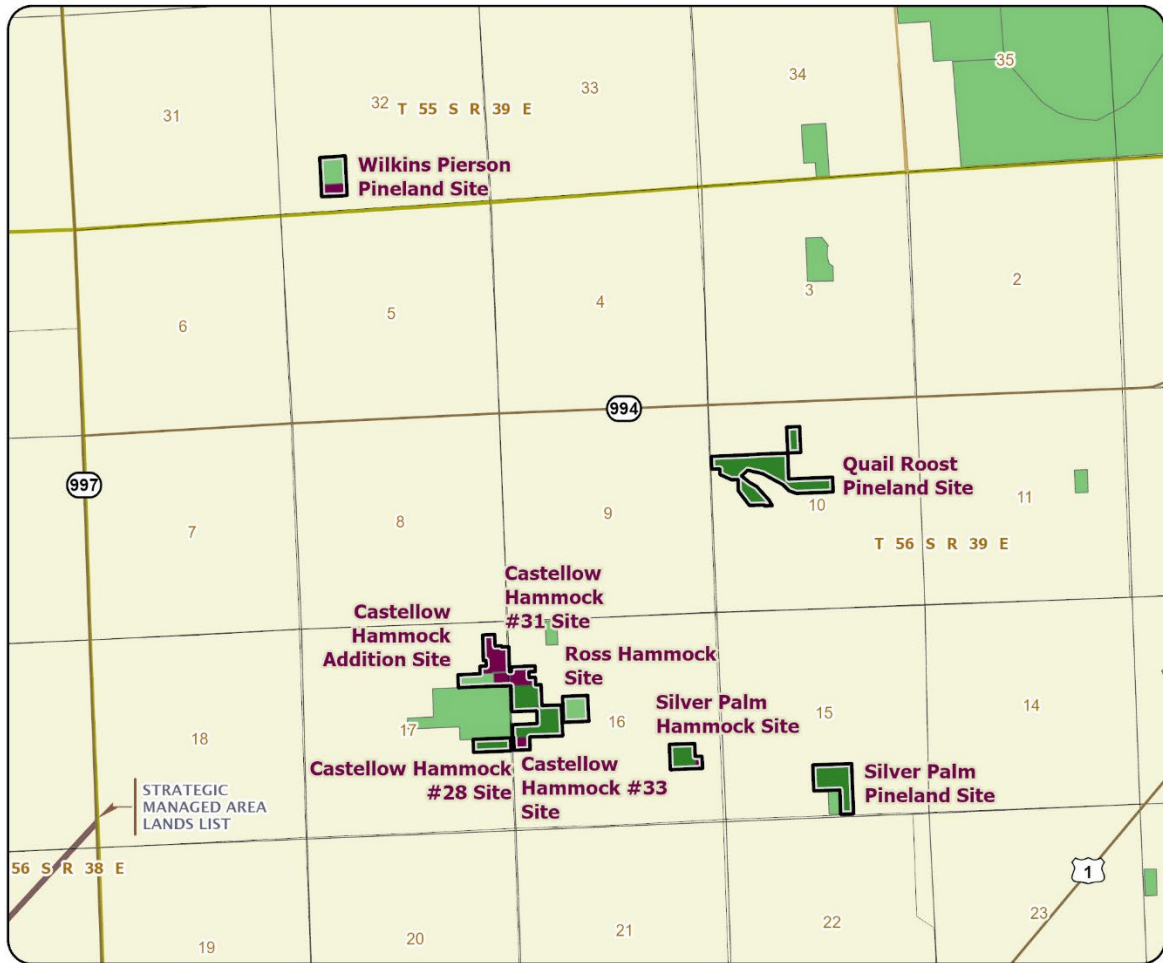 35
34
33
32
T 55 S R 39 E
31
Wilkins Pierson
Pineland Site
2
3
4
5
6
994
997
Quail Roost
Pineland Site
10
11
9
8
7
T 56 S R 39 E
Castellow
Hammock
#31 Site
Castellow
Hammock
Addition Site
Ross Hammock
Site
Silver Palm
Hammock Site
14
15
16
17
18
Castellow Hammock
#28 Site
Castellow
Hammock #33
Site
Silver Palm
Pineland Site
STRATEGIC
MANAGED AREA
LANDS LIST
56 S R 38 E
1
23
22
21
20
19